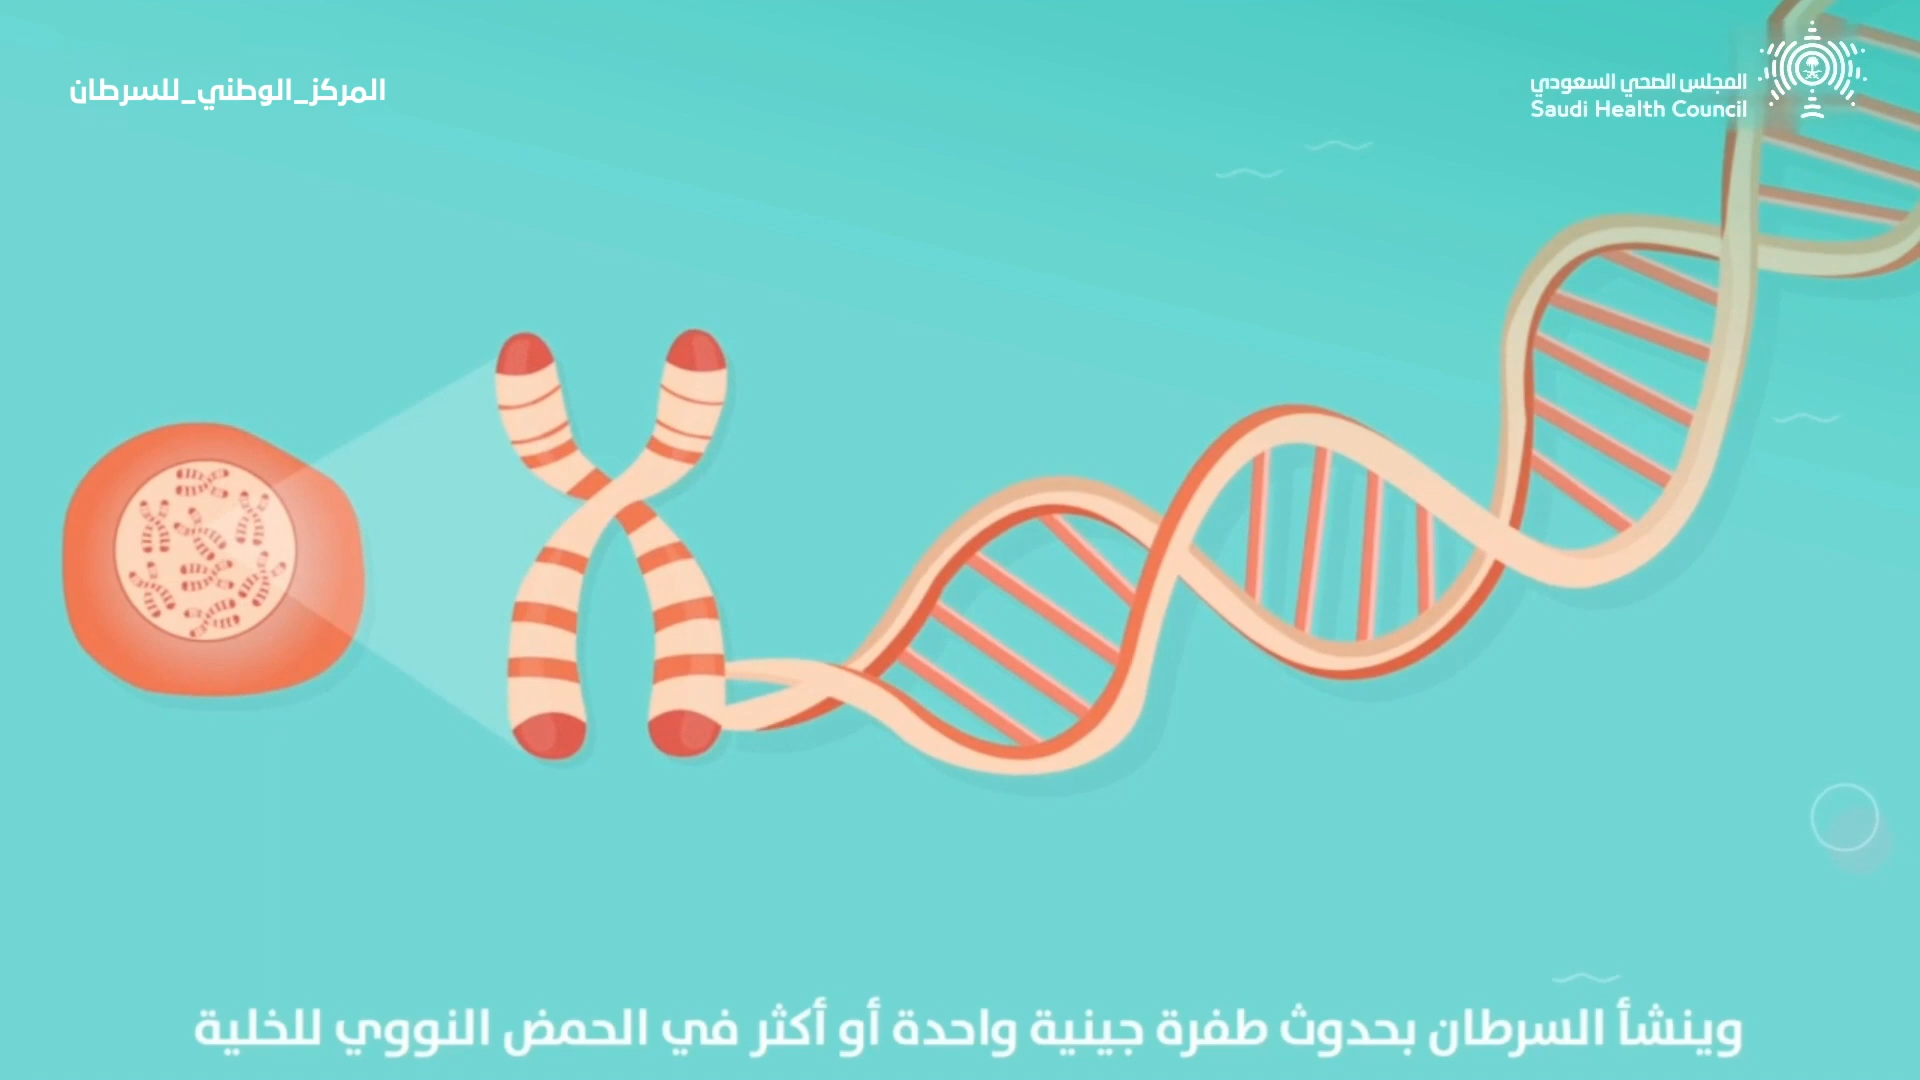 المركز_الوطني_للسرطان
المجلس الصحي السعودي
Saudi Health Council
وينشأ السرطان بحدوث طفرة جينية واحدة أو أكثر في الحمض النووي للخلية